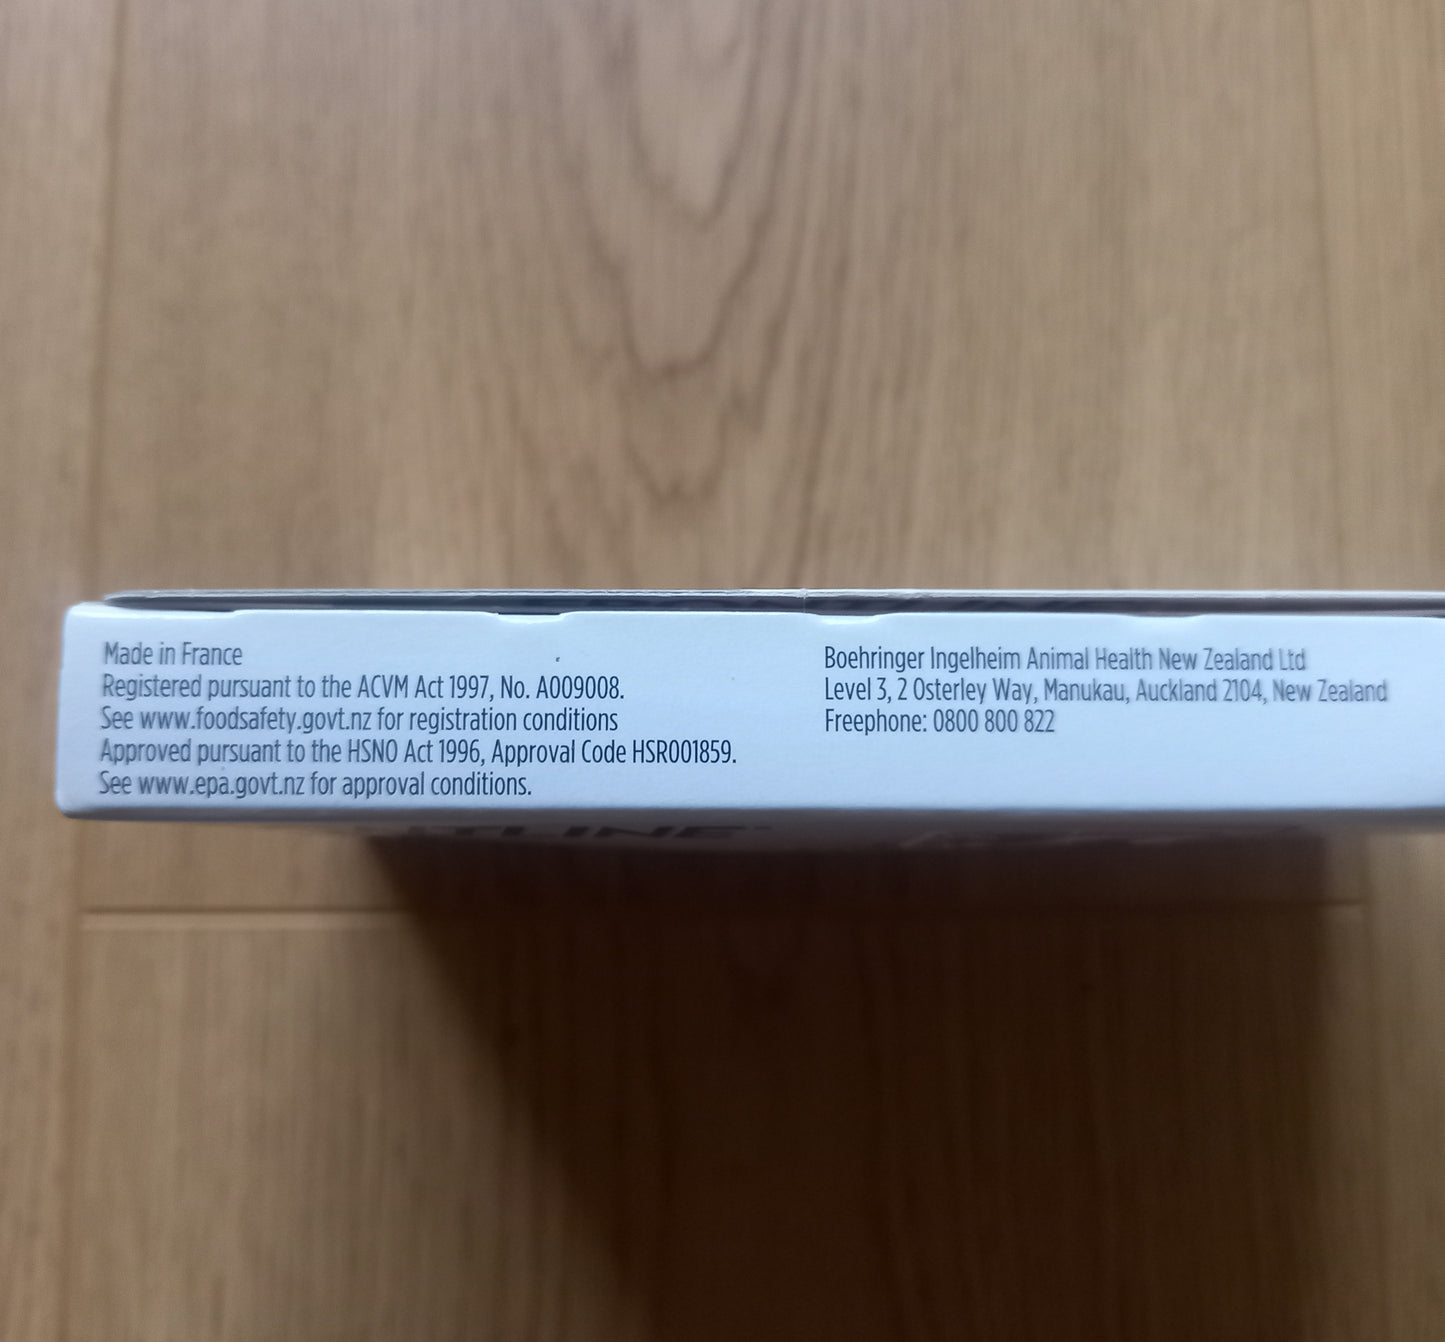 Made in France
Registered pursuant to the ACVM Act 1997, No. A009008.
See www.foodsafety.govt.nz for registration conditions
Approved pursuant to the HSNO Act 1996, Approval Code HSR001859.
See www.epa.govt.nz for approval conditions.
Boehringer Ingelheim Animal Health New Zealand Ltd
Level 3, 2 Osterley Way, Manukau, Auckland 2104, New Zealand
Freephone: 0800 800 822